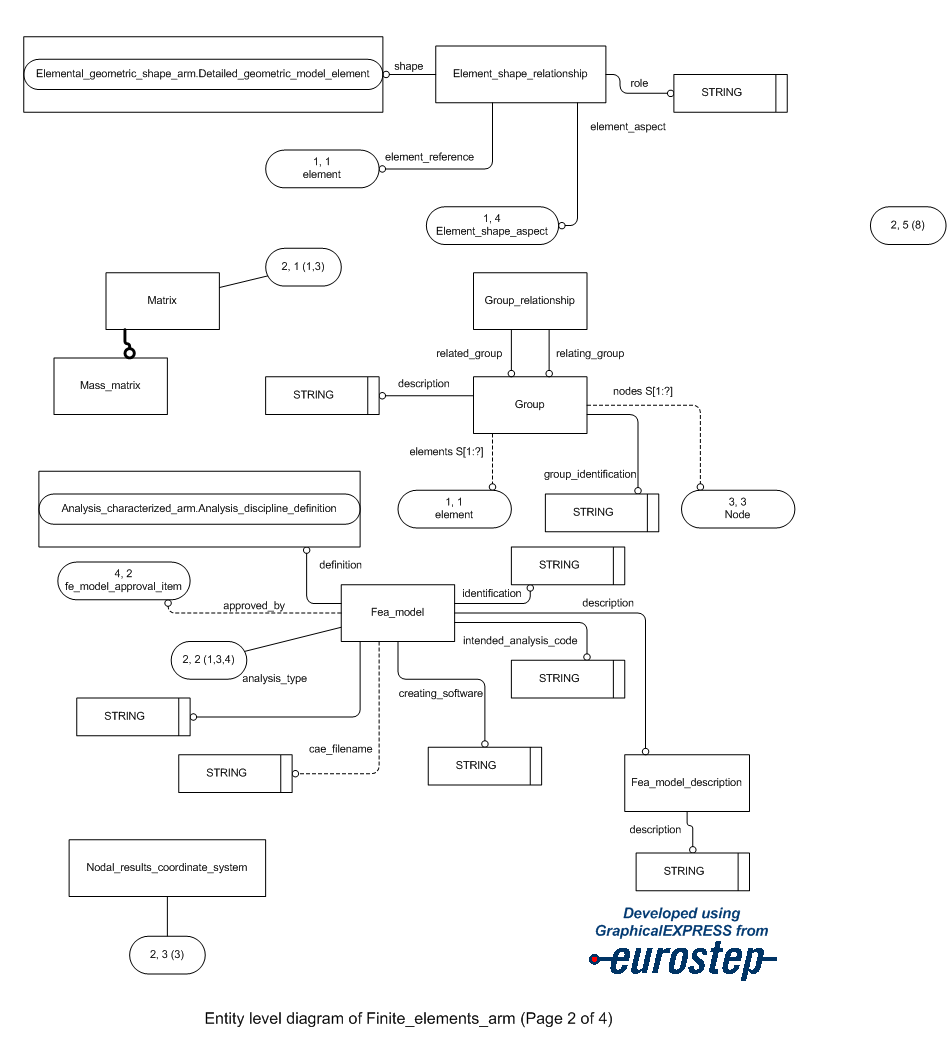 shape
Elemental_geometric_shape_arm.Detailed_geometric_model_element
Element_shape_relationship
role
STRING
element_aspect
element_reference
1, 1
element
1, 4
Element_shape_aspect
2, 5 (8)
2, 1 (1,3)
Matrix
Group_relationship
related_group
relating_group
Mass_matrix
description
STRING
Group
nodes S[1:?]
elements S[1:?]
group_identification
1, 1
element
STRING
3, 3
Node
Analysis_characterized_arm.Analysis_discipline_definition
definition
STRING
4, 2
fe_model_approval_item
identification
description
approved_by
Fea_model
intended_analysis_code
2, 2 (1,3,4)
analysis_type
STRING
creating_software
STRING
cae_filename
STRING
STRING
Fea_model_description
description
Nodal_results_coordinate_system
STRING
Developed using
GraphicalEXPRESS from
eurostep
2, 3 (3)
Entity level diagram of Finite_elements_arm (Page 2 of 4)